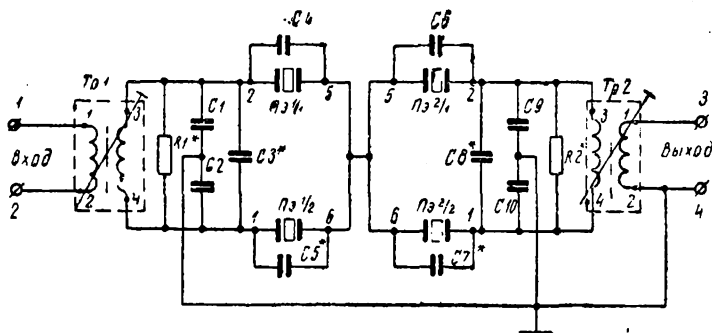 C4 C6
Тр1 2 5 5 2 Тр2
1 1 3 C1 Пэ1/1 Пэ2/1 C9 3 1 3
R1* C3* C8* R2*
Вход Выход
C2 Пэ1/2 Пэ2/2 C10
2 2 4 1 6 6 1 4 2 4
C5* C7*